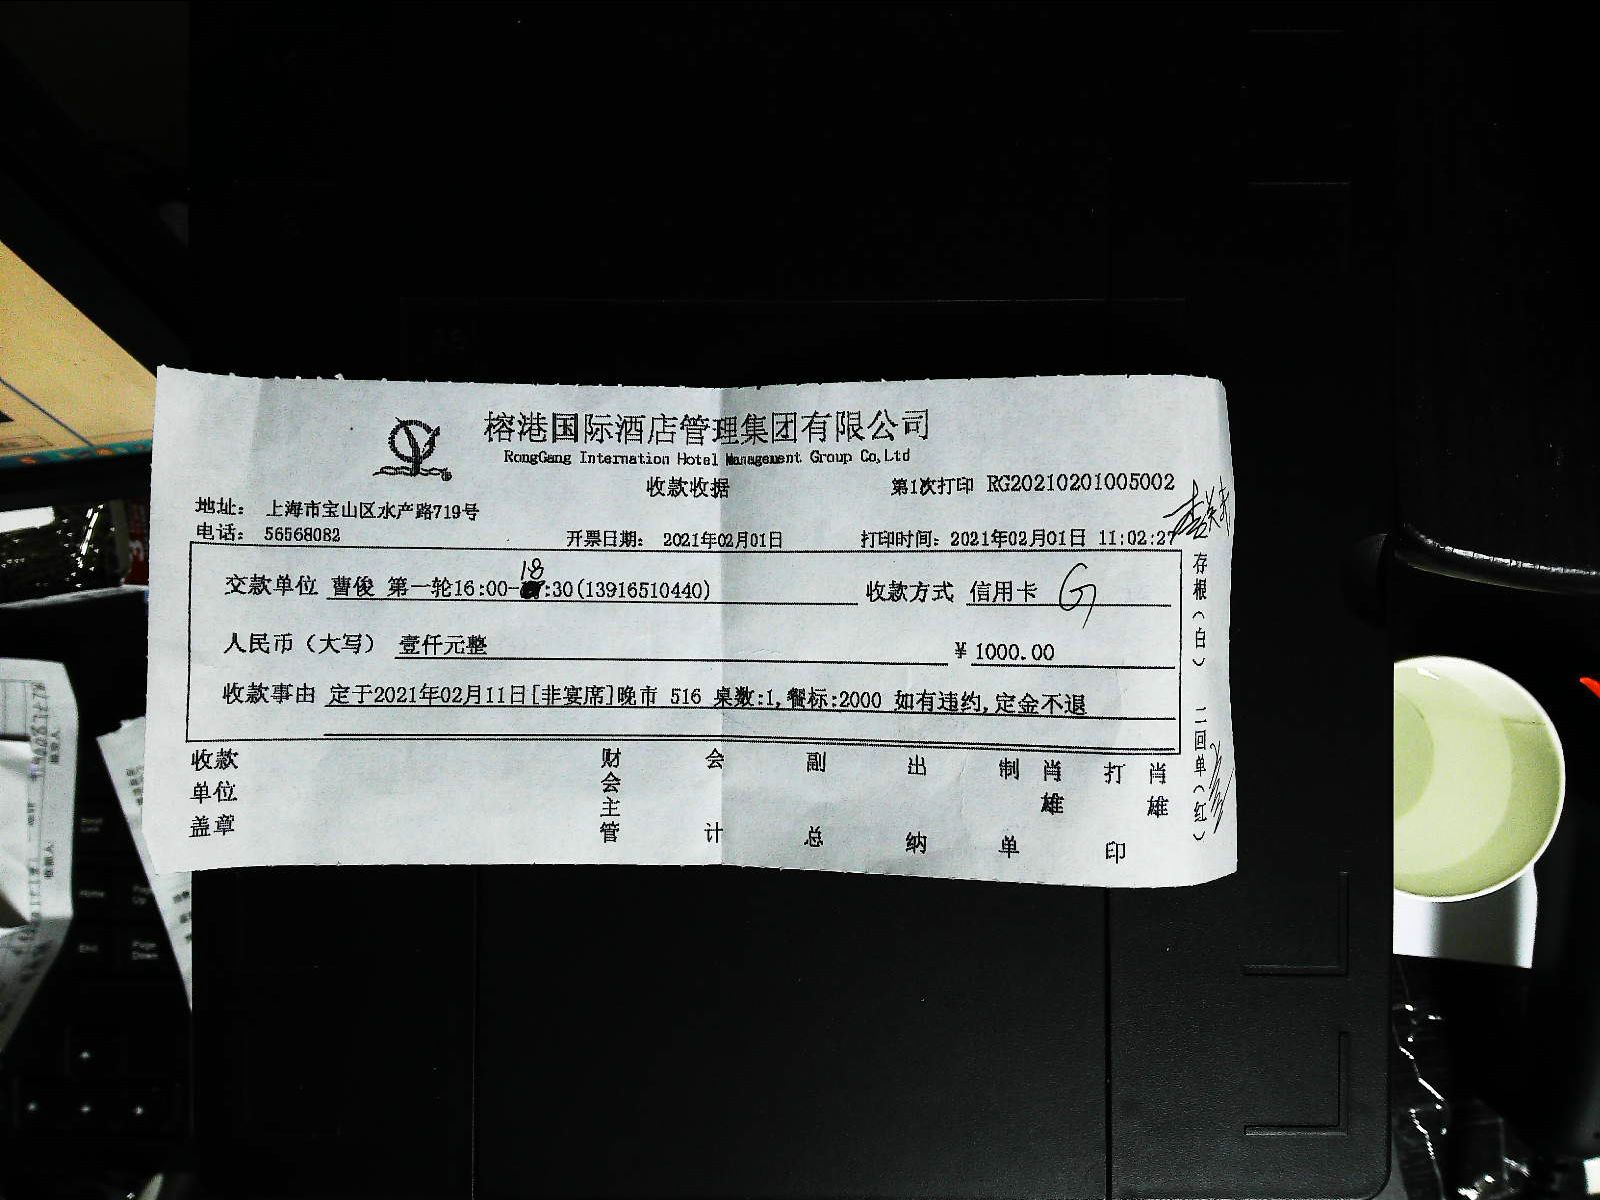 榕港国际酒店管理集团有限公司
RongGang Internation Hotel Management Group Co,Ltd
收款收据
第1次打印 RG20210201005002
地址： 上海市宝山区水产路719号
电话： 56568082
开票日期： 2021年02月01日
打印时间：2021年02月01日 11:02:27
18
交款单位 曹俊 第一轮16:00-:30(13916510440)
收款方式 信用卡 G
人民币（大写） 壹仟元整
¥ 1000.00
收款事由 定于2021年02月11日[非宴席]晚市 516 桌数:1,餐标:2000 如有违约,定金不退
收款单位盖章
财会主管
会计
副总
出纳
制单 肖雄
打印 肖雄
存根（白） 二回单（红）
Page Up
End
Page Down